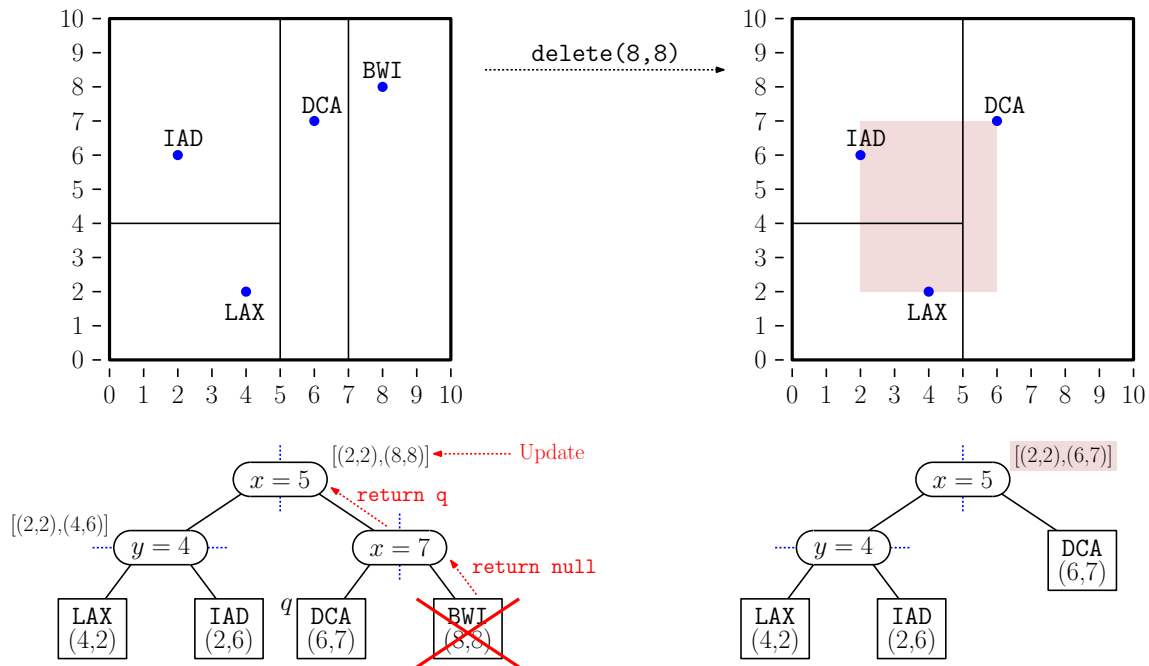 10
9
8
7
6
5
4
3
2
1
0
0 1 2 3 4 5 6 7 8 9 10
BWI
DCA
IAD
LAX
delete(8,8)
10
9
8
7
6
5
4
3
2
1
0
0 1 2 3 4 5 6 7 8 9 10
DCA
IAD
LAX
[(2,2),(8,8)]
Update
x = 5
return q
[(2,2),(4,6)]
y = 4
x = 7
return null
LAX
(4,2)
IAD
(2,6)
q
DCA
(6,7)
BWI
(8,8)
[(2,2),(6,7)]
x = 5
y = 4
DCA
(6,7)
LAX
(4,2)
IAD
(2,6)